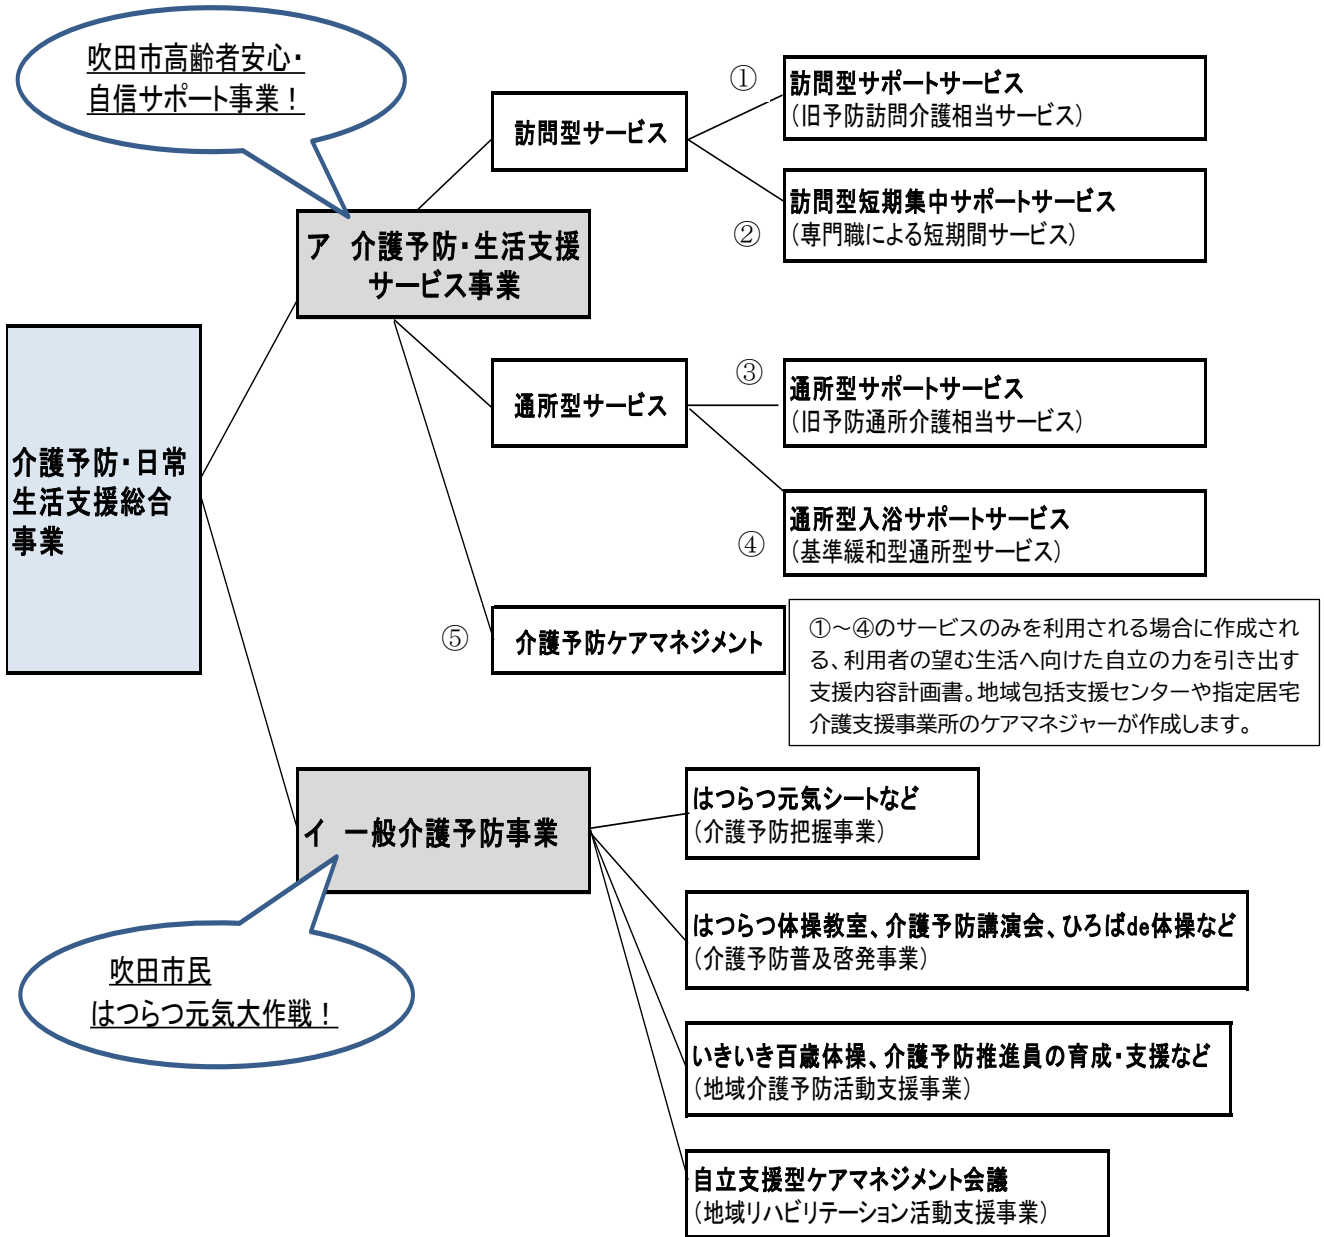 吹田市高齢者安心・
自信サポート事業！
訪問型サービス
①
訪問型サポートサービス
（旧予防訪問介護相当サービス）
②
訪問型短期集中サポートサービス
（専門職による短期間サービス）
ア　介護予防・生活支援
サービス事業
通所型サービス
③
通所型サポートサービス
（旧予防通所介護相当サービス）
④
通所型入浴サポートサービス
（基準緩和型通所型サービス）
介護予防・日常
生活支援総合
事業
⑤
介護予防ケアマネジメント
①～④のサービスのみを利用される場合に作成され
る、利用者の望む生活へ向けた自立の力を引き出す
支援内容計画書。地域包括支援センターや指定居宅
介護支援事業所のケアマネジャーが作成します。
イ　一般介護予防事業
はつらつ元気シートなど
（介護予防把握事業）
はつらつ体操教室、介護予防講演会、ひろばde体操など
（介護予防普及啓発事業）
吹田市民
はつらつ元気大作戦！
いきいき百歳体操、介護予防推進員の育成・支援など
（地域介護予防活動支援事業）
自立支援型ケアマネジメント会議
（地域リハビリテーション活動支援事業）